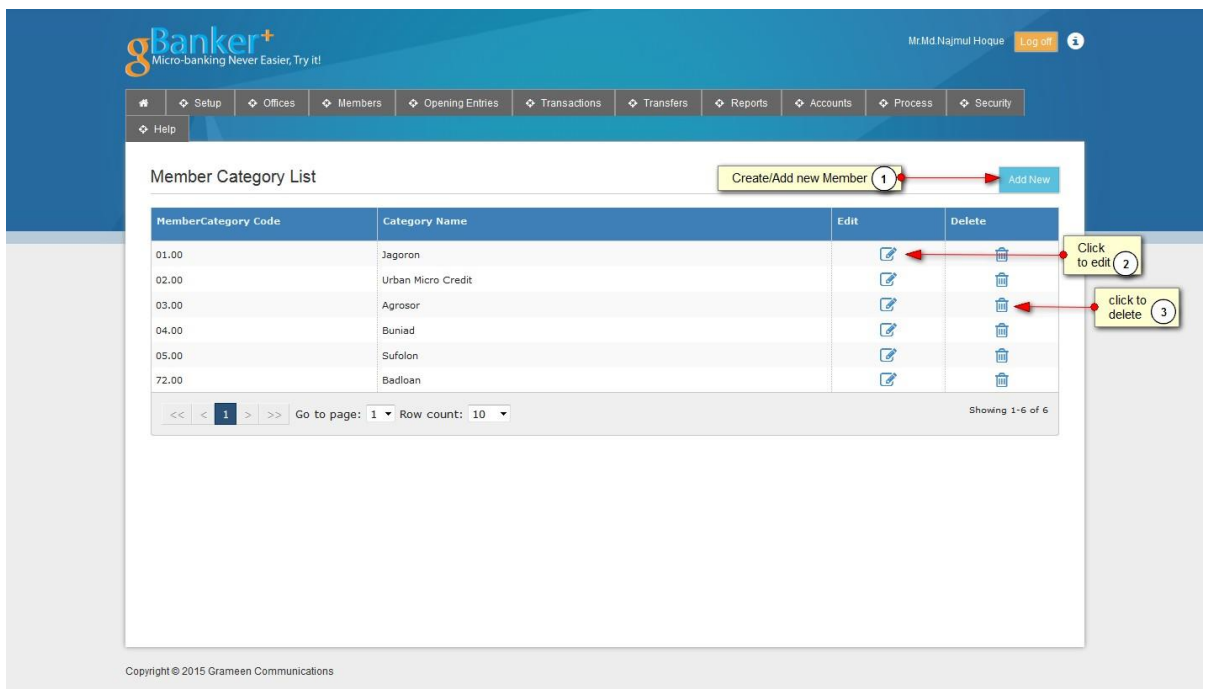 gBanker+
Micro-banking Never Easier, Try it!
Mr.Md.Najmul Hoque Log off
Setup Offices Members Opening Entries Transactions Transfers Reports Accounts Process Security
Help
Member Category List
Create/Add new Member 1
Add New
MemberCategory Code Category Name Edit Delete
01.00 Jagoron
Click
to edit 2
02.00 Urban Micro Credit
03.00 Agrosor
click to
delete 3
04.00 Buniad
05.00 Sufolon
72.00 Badloan
<< < 1 > >> Go to page: 1 Row count: 10 Showing 1-6 of 6
Copyright © 2015 Grameen Communications